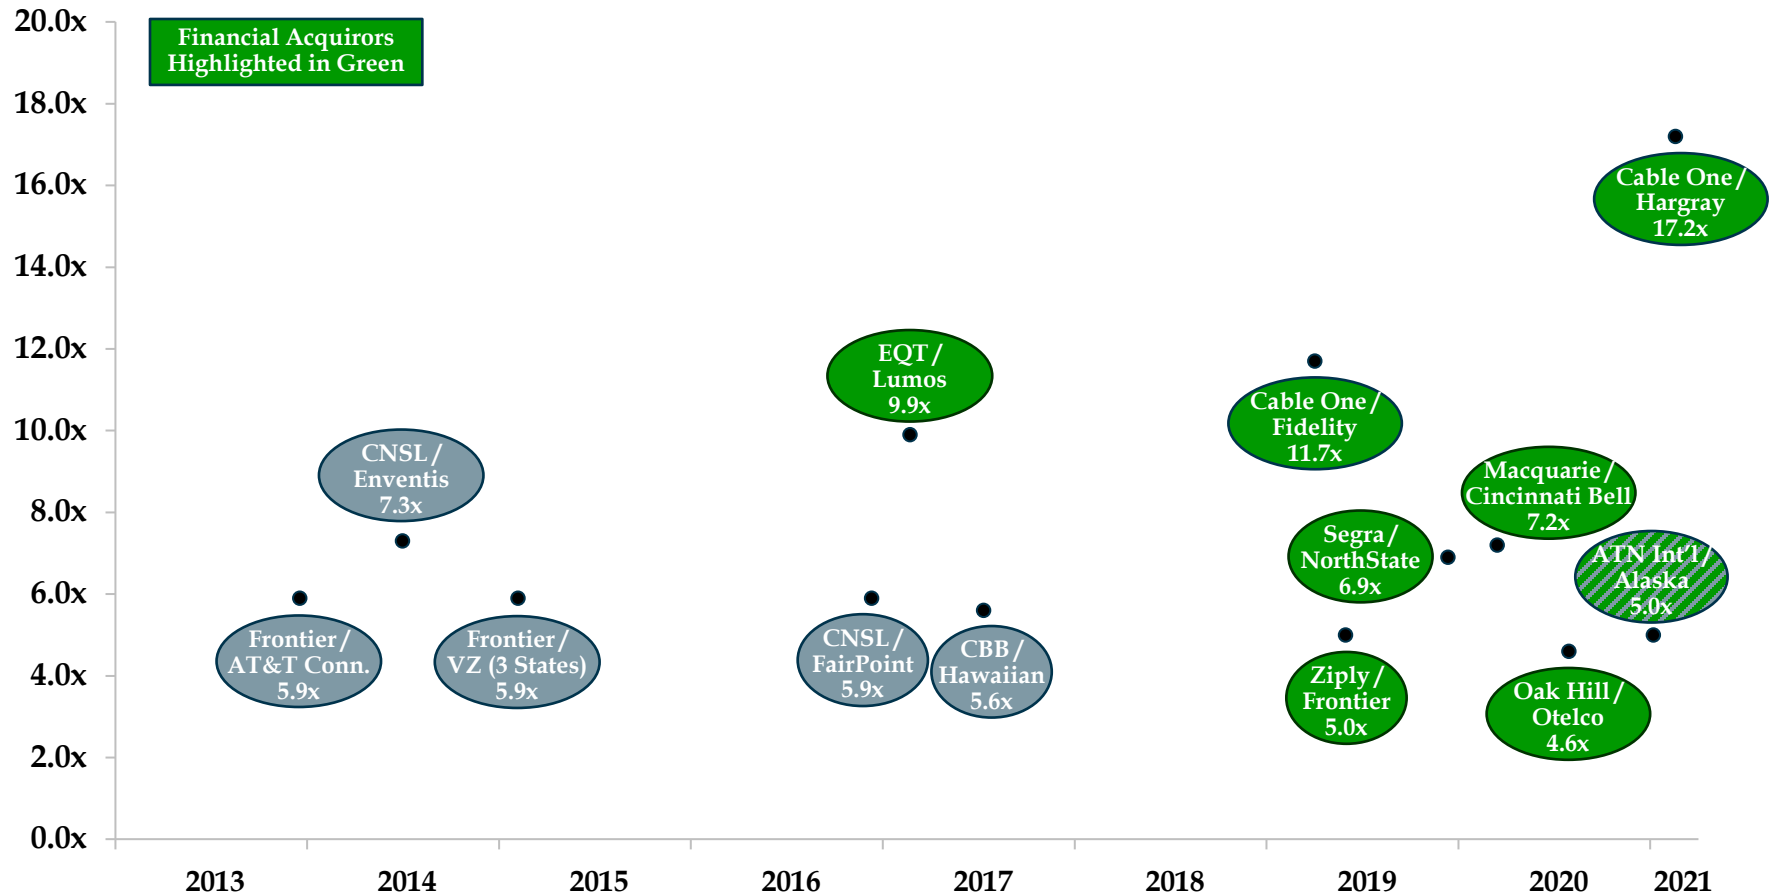 20.0x
18.0x
16.0x
14.0x
12.0x
10.0x
8.0x
6.0x
4.0x
2.0x
0.0x
Financial Acquirors
Highlighted in Green
Frontier/
AT&T Conn.
5.9x
CNSL/
Enventis
7.3x
Frontier/
VZ (3 States)
5.9x
EQT/
Lumos
9.9x
CNSL/
FairPoint
5.9x
CBB/
Hawaiian
5.6x
Cable One/
Fidelity
11.7x
Segra/
NorthState
6.9x
Ziply/
Frontier
5.0x
Macquarie/
Cincinnati Bell
7.2x
Oak Hill/
Otelco
4.6x
ATN Int’l/
Alaska
5.0x
Cable One/
Hargray
17.2x
2013
2014
2015
2016
2017
2018
2019
2020
2021